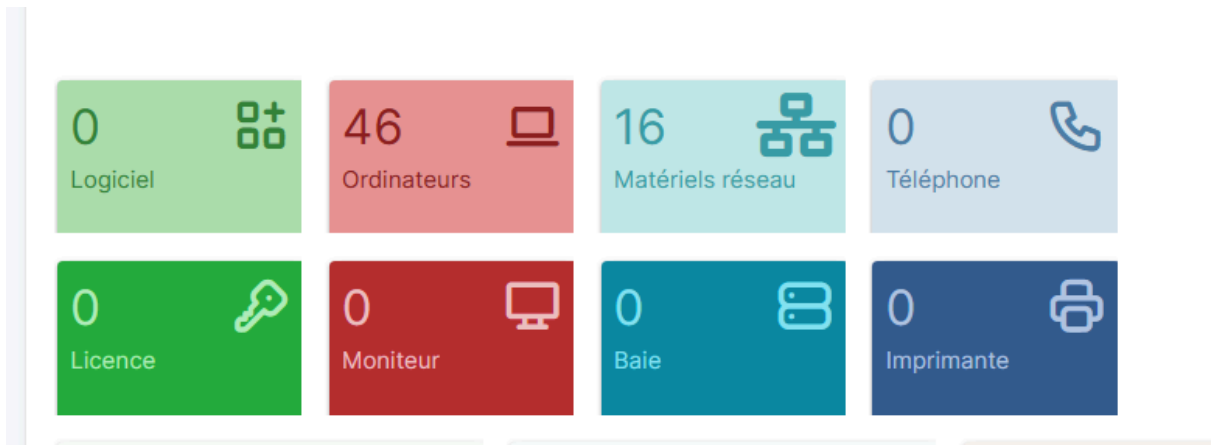 0
Logiciel
46
Ordinateurs
16
Matériels réseau
0
Téléphone
0
Licence
0
Moniteur
0
Baie
0
Imprimante